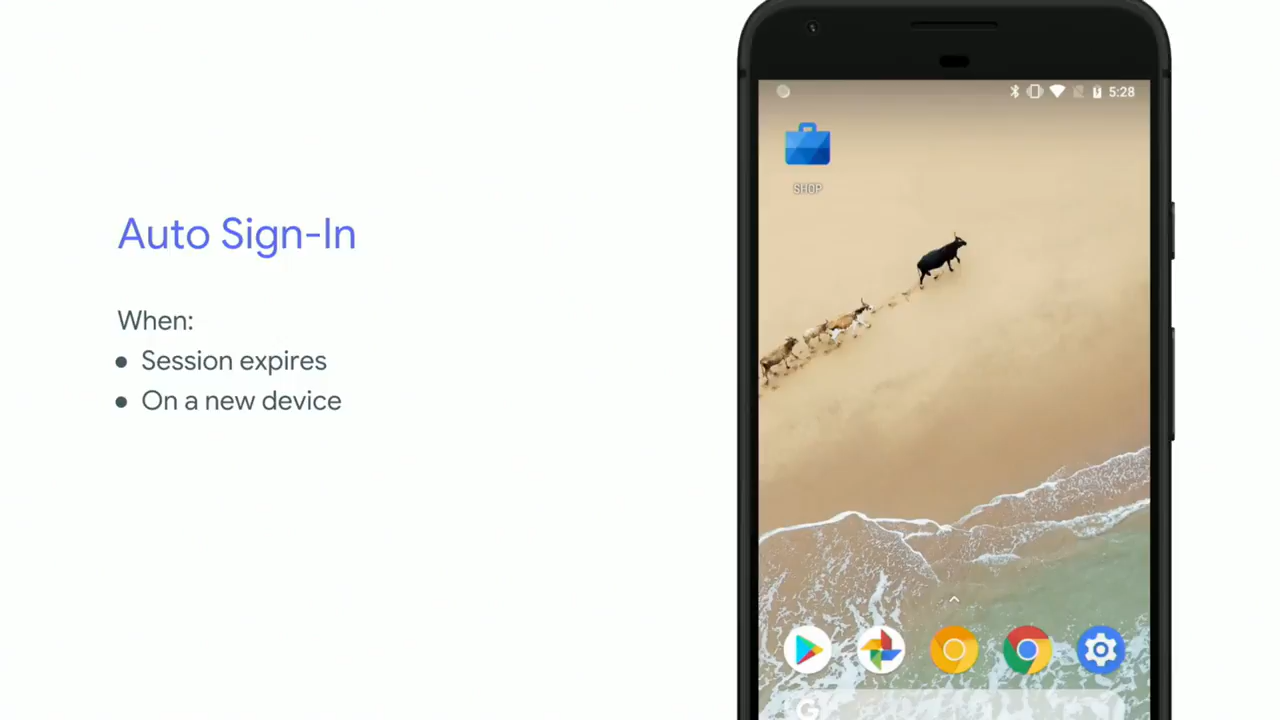 Auto Sign-In
When:
• Session expires
• On a new device
5:28
SHOP
G